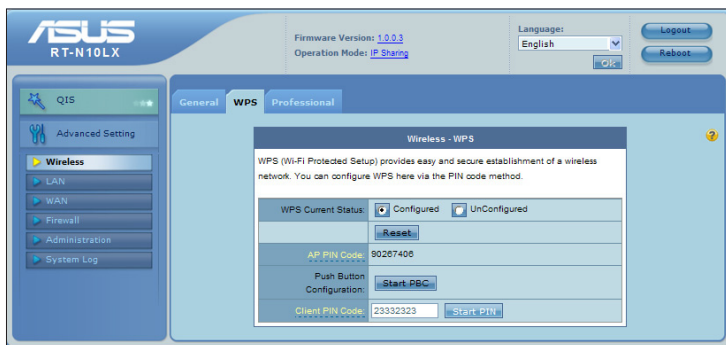 ASUS
RT-N10LX
Firmware Version: 1.0.0.3
Operation Mode: IP Sharing
Language:
English
Ok
Logout
Reboot
QIS
Advanced Setting
Wireless
LAN
WAN
Firewall
Administration
System Log
General WPS Professional
Wireless - WPS
WPS (Wi-Fi Protected Setup) provides easy and secure establishment of a wireless
network. You can configure WPS here via the PIN code method.
WPS Current Status: Configured UnConfigured
Reset
AP PIN Code: 90267406
Push Button
Configuration: Start PBC
Client PIN Code: 23332323 Start PIN
?